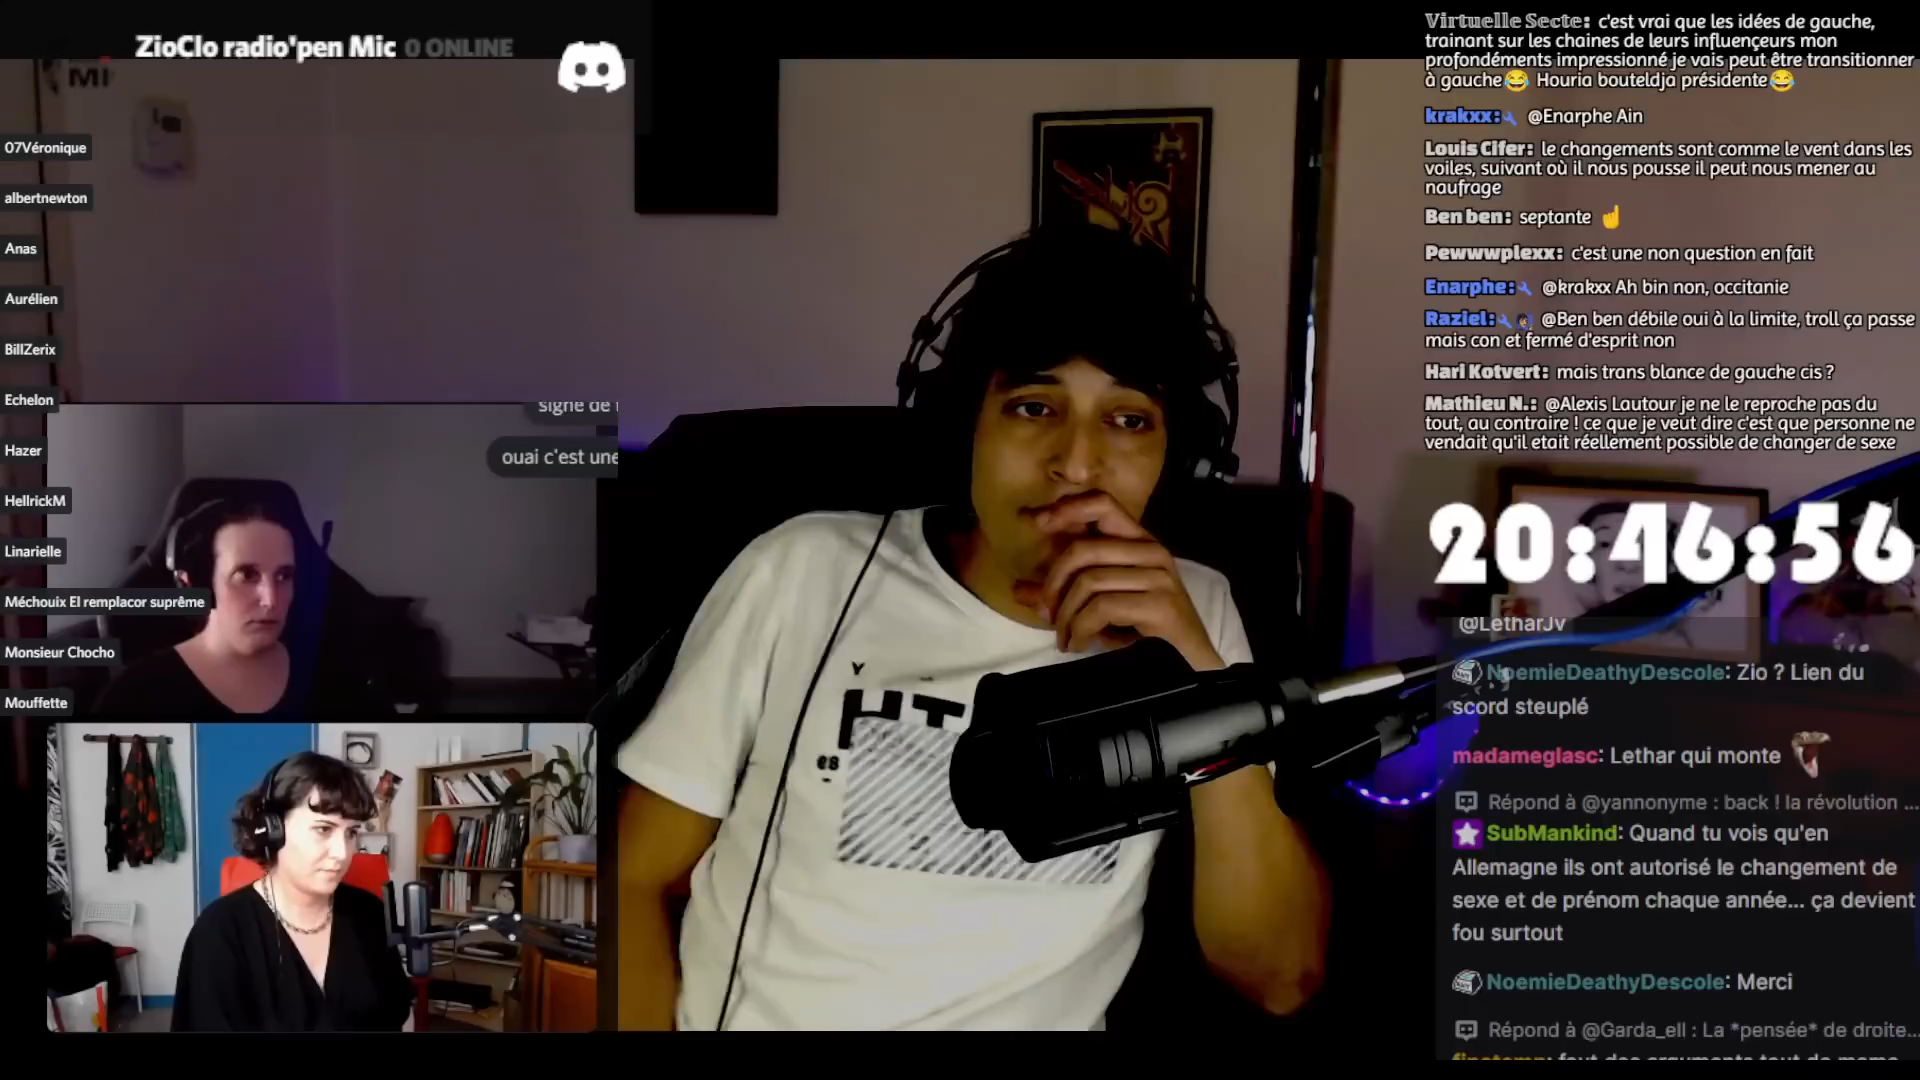 ZioClo radio'pen Mic 0 ONLINE
MI
07Véronique
albertnewton
Anas
Aurélien
BillZerix
Echelon
Hazer
HellrickM
Linarielle
Méchouix El remplacor suprême
Monsieur Chocho
Mouffette
signe de
ouai c'est une
Y
HT
es
Virtuelle Secte: c'est vrai que les idées de gauche,
trainant sur les chaines de leurs influençeurs mon
profondéments impressionné je vais peut être transitionner
à gauche😂 Houria bouteldja présidente😂
krakxx: @Enarphe Ain
Louis Cifer: le changements sont comme le vent dans les
voiles, suivant où il nous pousse il peut nous mener au
naufrage
Ben ben: septante ☝
Pewwwplexx: c'est une non question en fait
Enarphe: @krakxx Ah bin non, occitanie
Raziel: @Ben ben débile oui à la limite, troll ça passe
mais con et fermé d'esprit non
Hari Kotvert: mais trans blance de gauche cis ?
Mathieu N.: @Alexis Lautour je ne le reproche pas du
tout, au contraire ! ce que je veut dire c'est que personne ne
vendait qu'il etait réellement possible de changer de sexe
20:46:56
@LetharJv
NoemieDeathyDescole: Zio ? Lien du
scord steuplé
madameglasc: Lethar qui monte
Répond à @yannonyme : back ! la révolution ...
SubMankind: Quand tu vois qu'en
Allemagne ils ont autorisé le changement de
sexe et de prénom chaque année... ça devient
fou surtout
NoemieDeathyDescole: Merci
Répond à @Garda_ell : La *pensée* de droite...